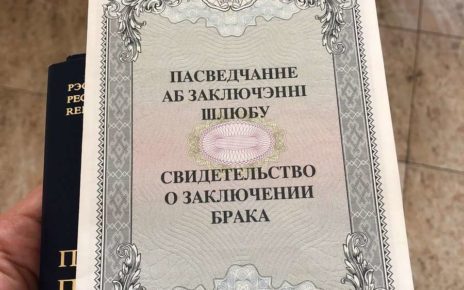 ПАСВЕДЧАННЕ
АБ ЗАКЛЮЧЭННІ
ШЛЮБУ
СВИДЕТЕЛЬСТВО
О ЗАКЛЮЧЕНИИ
БРАКА